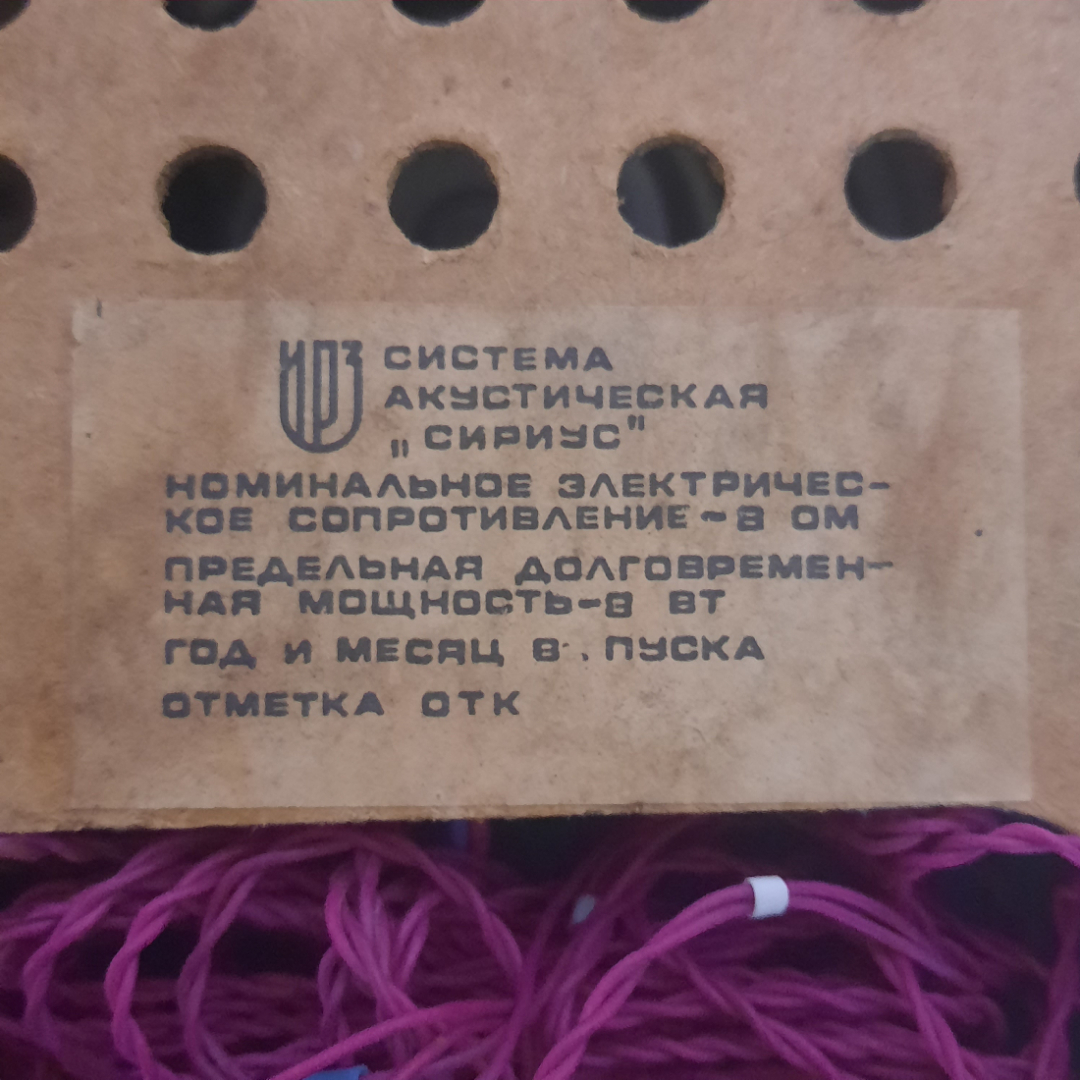 ИРЗ СИСТЕМА
АКУСТИЧЕСКАЯ
„СИРИУС"
НОМИНАЛЬНОЕ ЭЛЕКТРИЧЕС-
КОЕ СОПРОТИВЛЕНИЕ-8 ОМ
ПРЕДЕЛЬНАЯ ДОЛГОВРЕМЕН-
НАЯ МОЩНОСТЬ-8 ВТ
ГОД И МЕСЯЦ В . ПУСКА
ОТМЕТКА ОТК